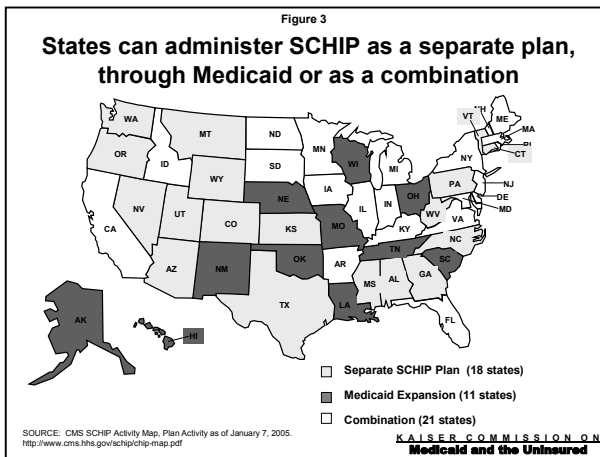 Figure 3
States can administer SCHIP as a separate plan,
through Medicaid or as a combination
WA
MT
ND
MN
VT
NH
ME
MA
RI
CT
OR
ID
SD
WI
MI
NY
WY
IA
PA
NJ
DE
MD
NV
UT
CO
NE
IL
IN
OH
WV
VA
CA
KS
MO
KY
NC
AZ
NM
OK
AR
TN
SC
TX
LA
MS
AL
GA
FL
AK
HI
Separate SCHIP Plan (18 states)
Medicaid Expansion (11 states)
Combination (21 states)
SOURCE: CMS SCHIP Activity Map, Plan Activity as of January 7, 2005.
http://www.cms.hhs.gov/schip/chip-map.pdf
KAISER COMMISSION ON
Medicaid and the Uninsured